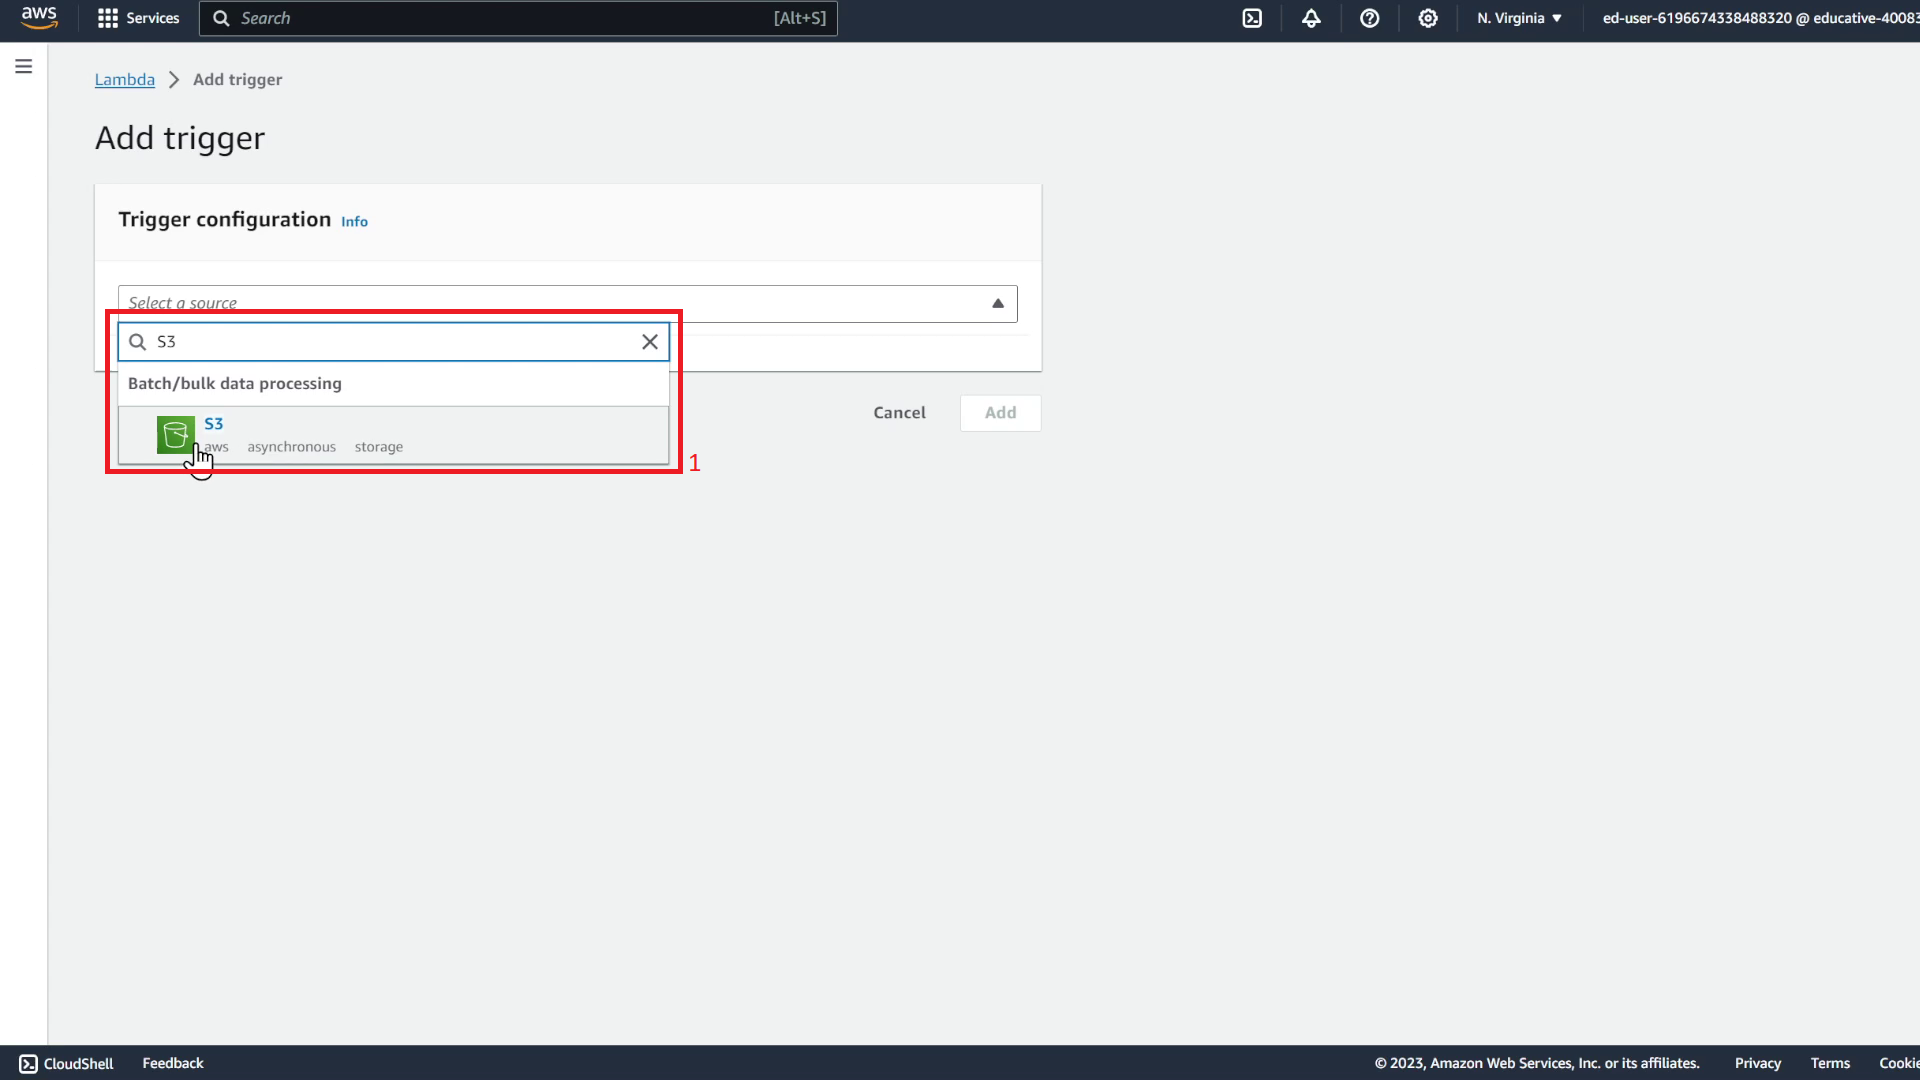 aws Services Search [Alt+S] N. Virginia ed-user-6196674338488320 @ educative-40083
Lambda Add trigger
Add trigger
Trigger configuration Info
Select a source
S3
Batch/bulk data processing
S3
aws asynchronous storage
1
Cancel Add
CloudShell Feedback © 2023, Amazon Web Services, Inc. or its affiliates. Privacy Terms Cookie